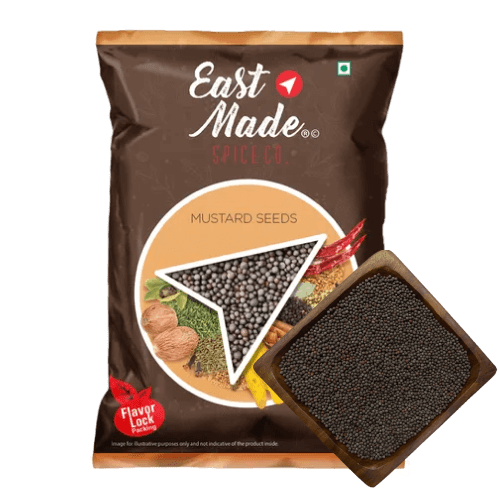 East
Made®©
SPICE CO.
MUSTARD SEEDS
Flavor
Lock
Packing
Image for illustrative purposes only and not indicative of the product inside